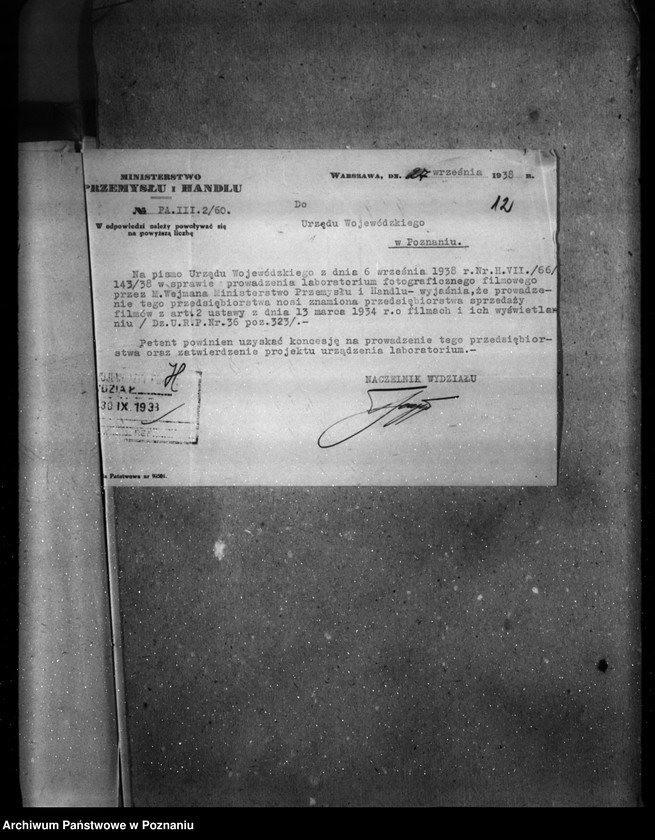 MINISTERSTWO
PRZEMYSŁU I HANDLU
№ PA.III.2/60.
W odpowiedzi należy powoływać się
na powyższą liczbę
WARSZAWA, DN. 27 września 1938 R.
12
Do
Urzędu Wojewódzkiego
w Poznaniu.
Na pismo Urzędu Wojewódzkiego z dnia 6 września 1938 r.Nr.H.VII./66/
143/38 w sprawie prowadzenia laboratorium fotograficznego filmowego
przez M.Wejmana Ministerstwo Przemysłu i Handlu- wyjaśnia,że prowadze-
nie tego przedsiębiorstwa nosi znamiona przedsiębiorstwa sprzedaży
filmów z art.2 ustawy z dnia 13 marca 1934 r.o filmach i ich wyświetla-
niu / Dz.U.R.P.Nr.36 poz.323/.-
Petent powinien uzyskać koncesję na prowadzenie tego przedsiębior-
stwa oraz zatwierdzenie projektu urządzenia laboratorium.-
NACZELNIK WYDZIAŁU
30 IX 1938
Państwowa nr
Archiwum Państwowe w Poznaniu